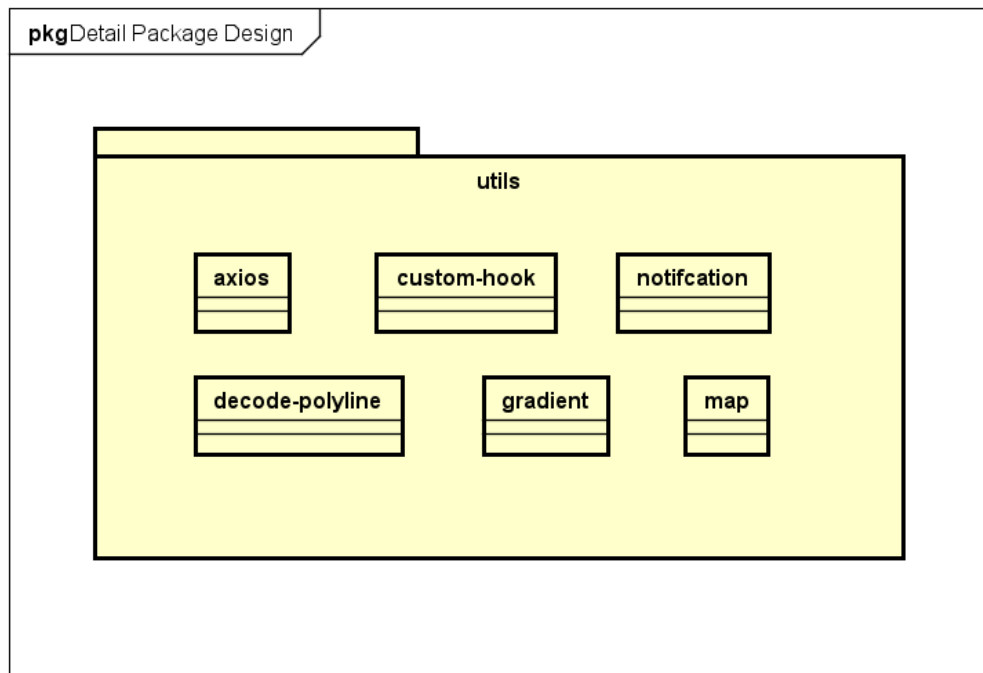 pkgDetail Package Design
utils
axios
custom-hook
notifcation
decode-polyline
gradient
map